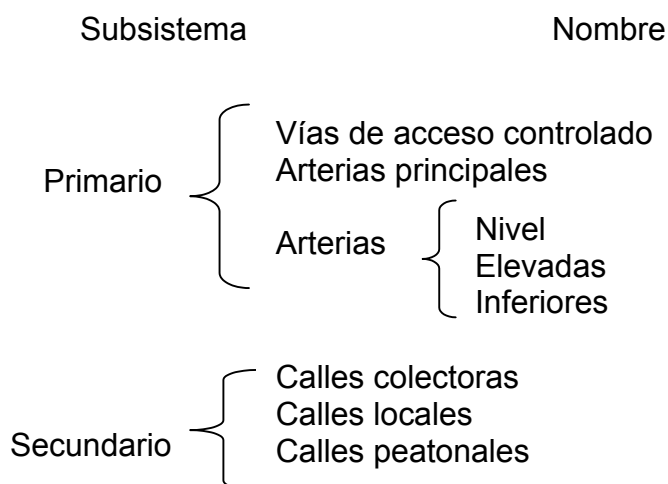 Subsistema Nombre
Vías de acceso controlado
Primario Arterias principales
Arterias Nivel
Elevadas
Inferiores
Calles colectoras
Calles locales
Secundario Calles peatonales